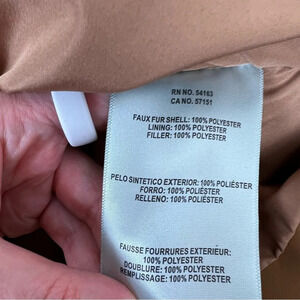 RN NO. 54163
CA NO. 57151
FAUX FUR SHELL: 100% POLYESTER
LINING: 100% POLYESTER
FILLER: 100% POLYESTER
PELO SINTETICO EXTERIOR: 100% POLIÉSTER
FORRO: 100% POLIÉSTER
RELLENO: 100% POLIÉSTER
FAUSSE FOURRURES EXTERIEUR:
100% POLYESTER
DOUBLURE: 100% POLYESTER
REMPLISSAGE: 100% POLYESTER